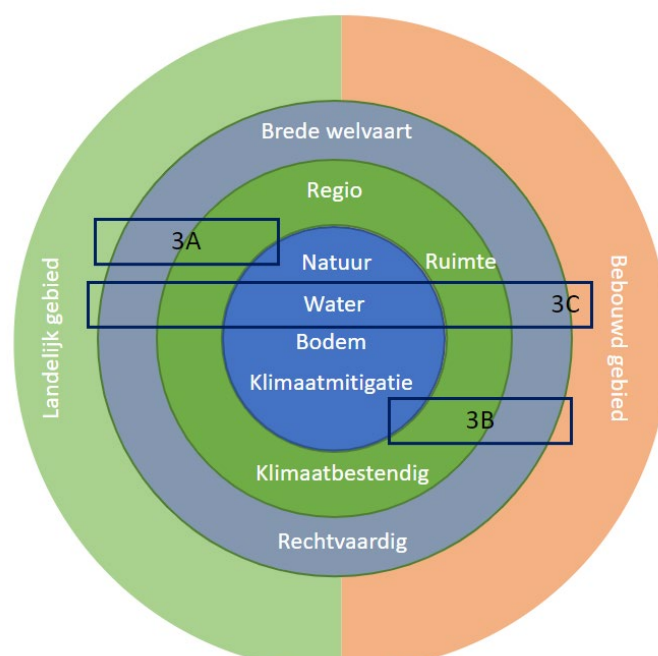 Brede welvaart
Regio
3A
Natuur
Ruimte
Water
3C
Bodem
Landelijk gebied
Bebouwd gebied
Klimaatmitigatie
3B
Klimaatbestendig
Rechtvaardig